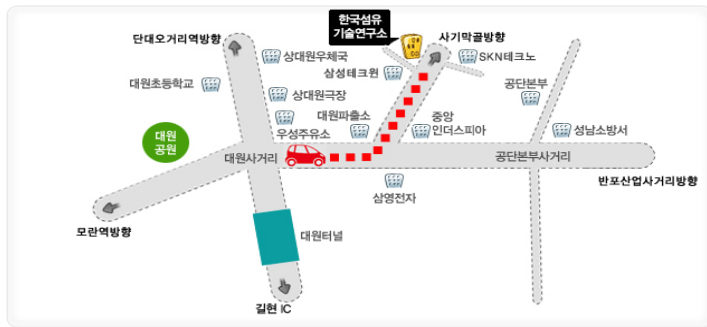 한국섬유
기술연구소
사기막골방향
단대오거리역방향
상대원우체국
SKN테크노
삼성테크윈
대원초등학교
공단본부
상대원극장
대원파출소
중앙
인더스피아
우성주유소
성남소방서
대원
공원
대원사거리
공단본부사거리
반포산업사거리방향
삼영전자
모란역방향
대원터널
길현 IC